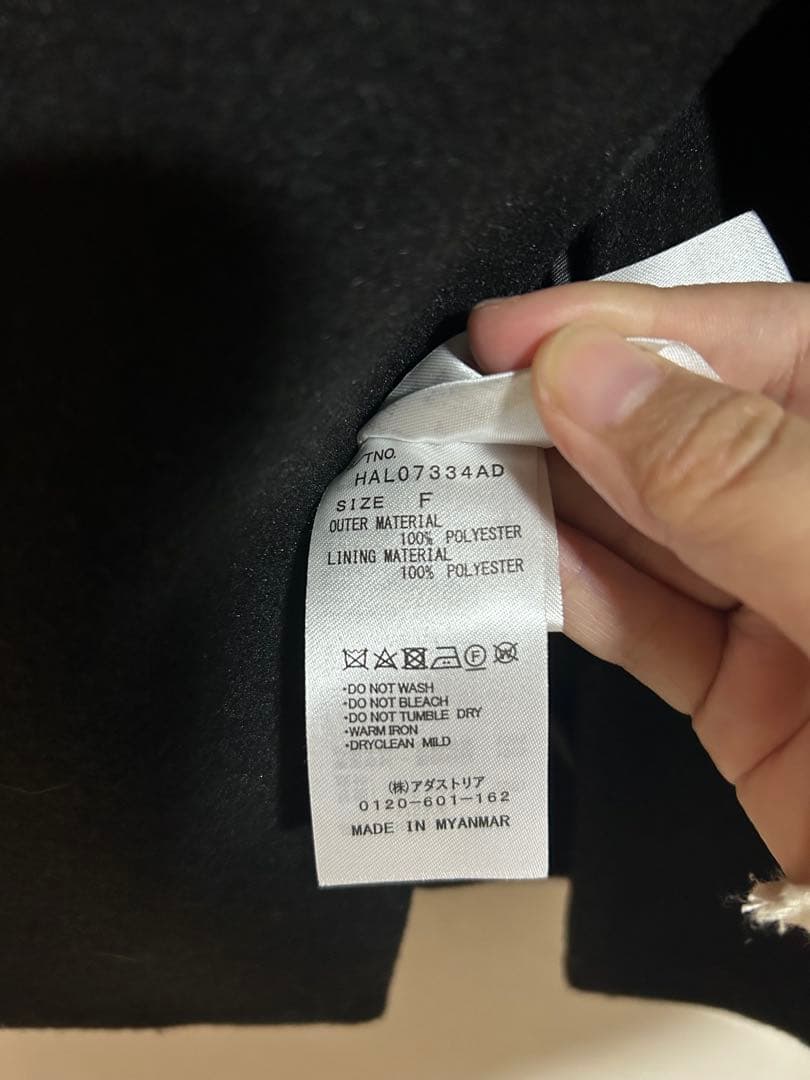 TNO.
HAL07334AD
SIZE F
OUTER MATERIAL
100% POLYESTER
LINING MATERIAL
100% POLYESTER
F W
・DO NOT WASH
・DO NOT BLEACH
・DO NOT TUMBLE DRY
・WARM IRON
・DRYCLEAN MILD
(株)アダストリア
0120-601-162
MADE IN MYANMAR